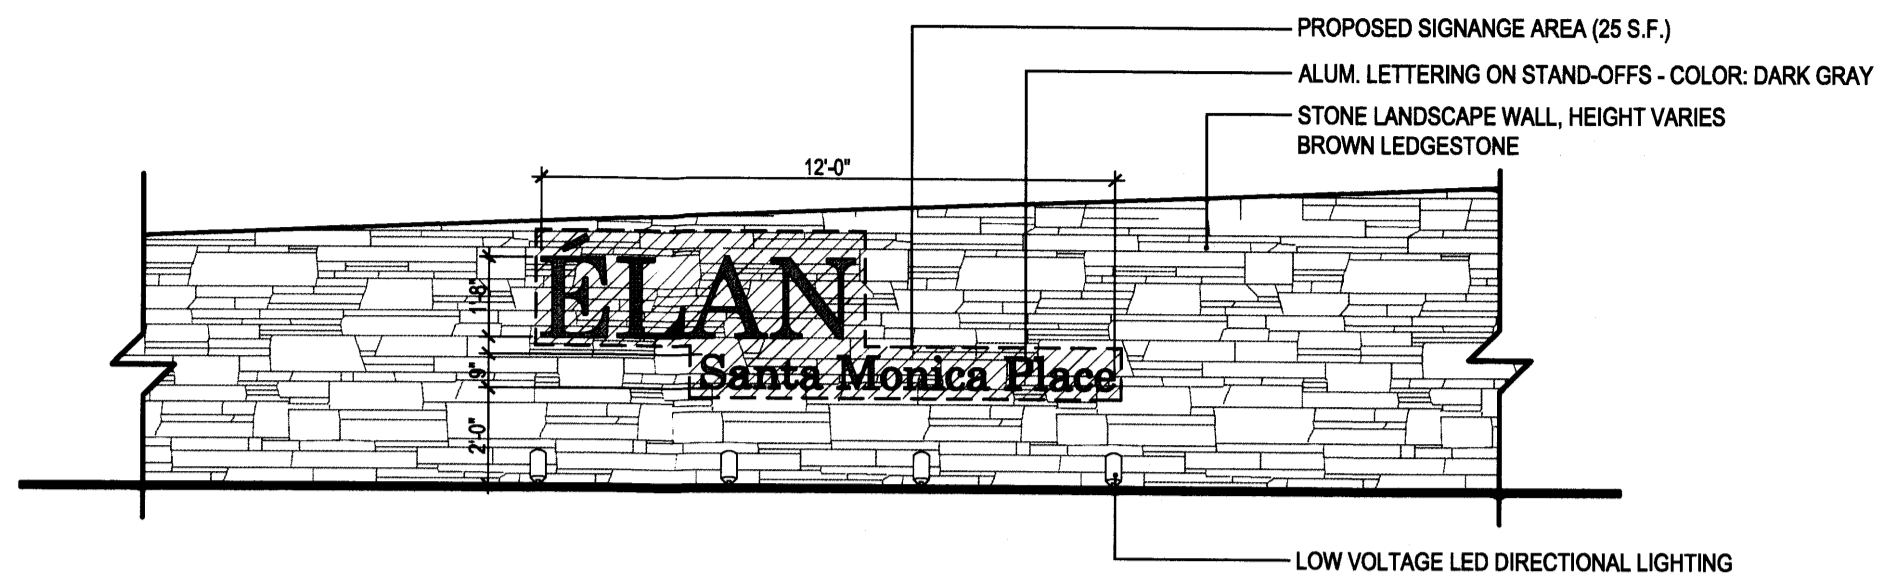 PROPOSED SIGNANGE AREA (25 S.F.)
ALUM. LETTERING ON STAND-OFFS - COLOR: DARK GRAY
STONE LANDSCAPE WALL, HEIGHT VARIES
BROWN LEDGESTONE
12'-0"
ÉLAN
1'-8"
Santa Monica Place
9"
2'-0"
LOW VOLTAGE LED DIRECTIONAL LIGHTING